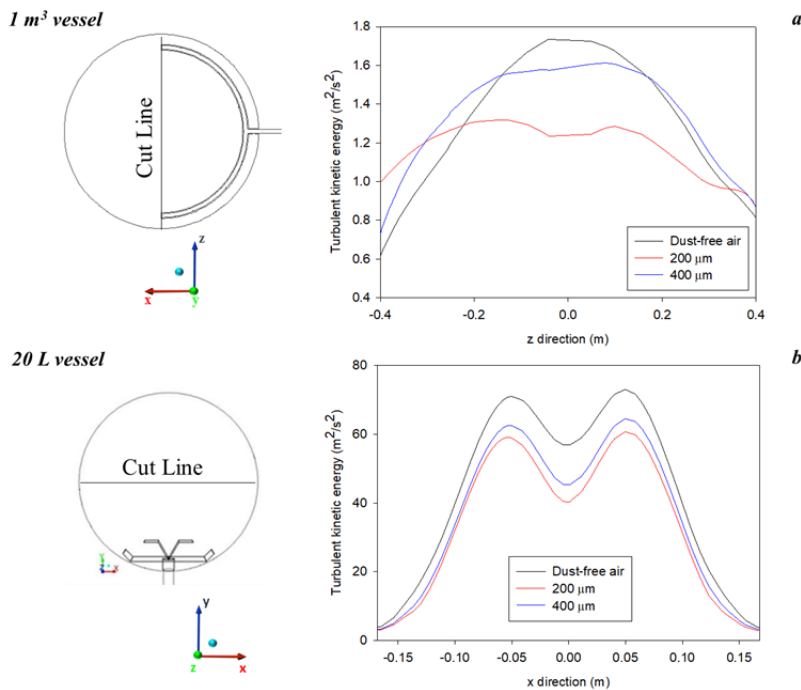 1 m³ vessel
a
Cut Line
z
x
y
Turbulent kinetic energy (m²/s²)
1.8
1.6
1.4
1.2
1.0
0.8
0.6
0.4
Dust-free air
200 μm
400 μm
-0.4
-0.2
0.0
0.2
0.4
z direction (m)
20 L vessel
b
Cut Line
Y
Z
X
y
z
x
Turbulent kinetic energy (m²/s²)
80
60
40
20
0
Dust-free air
200 μm
400 μm
-0.15
-0.10
-0.05
0.00
0.05
0.10
0.15
x direction (m)